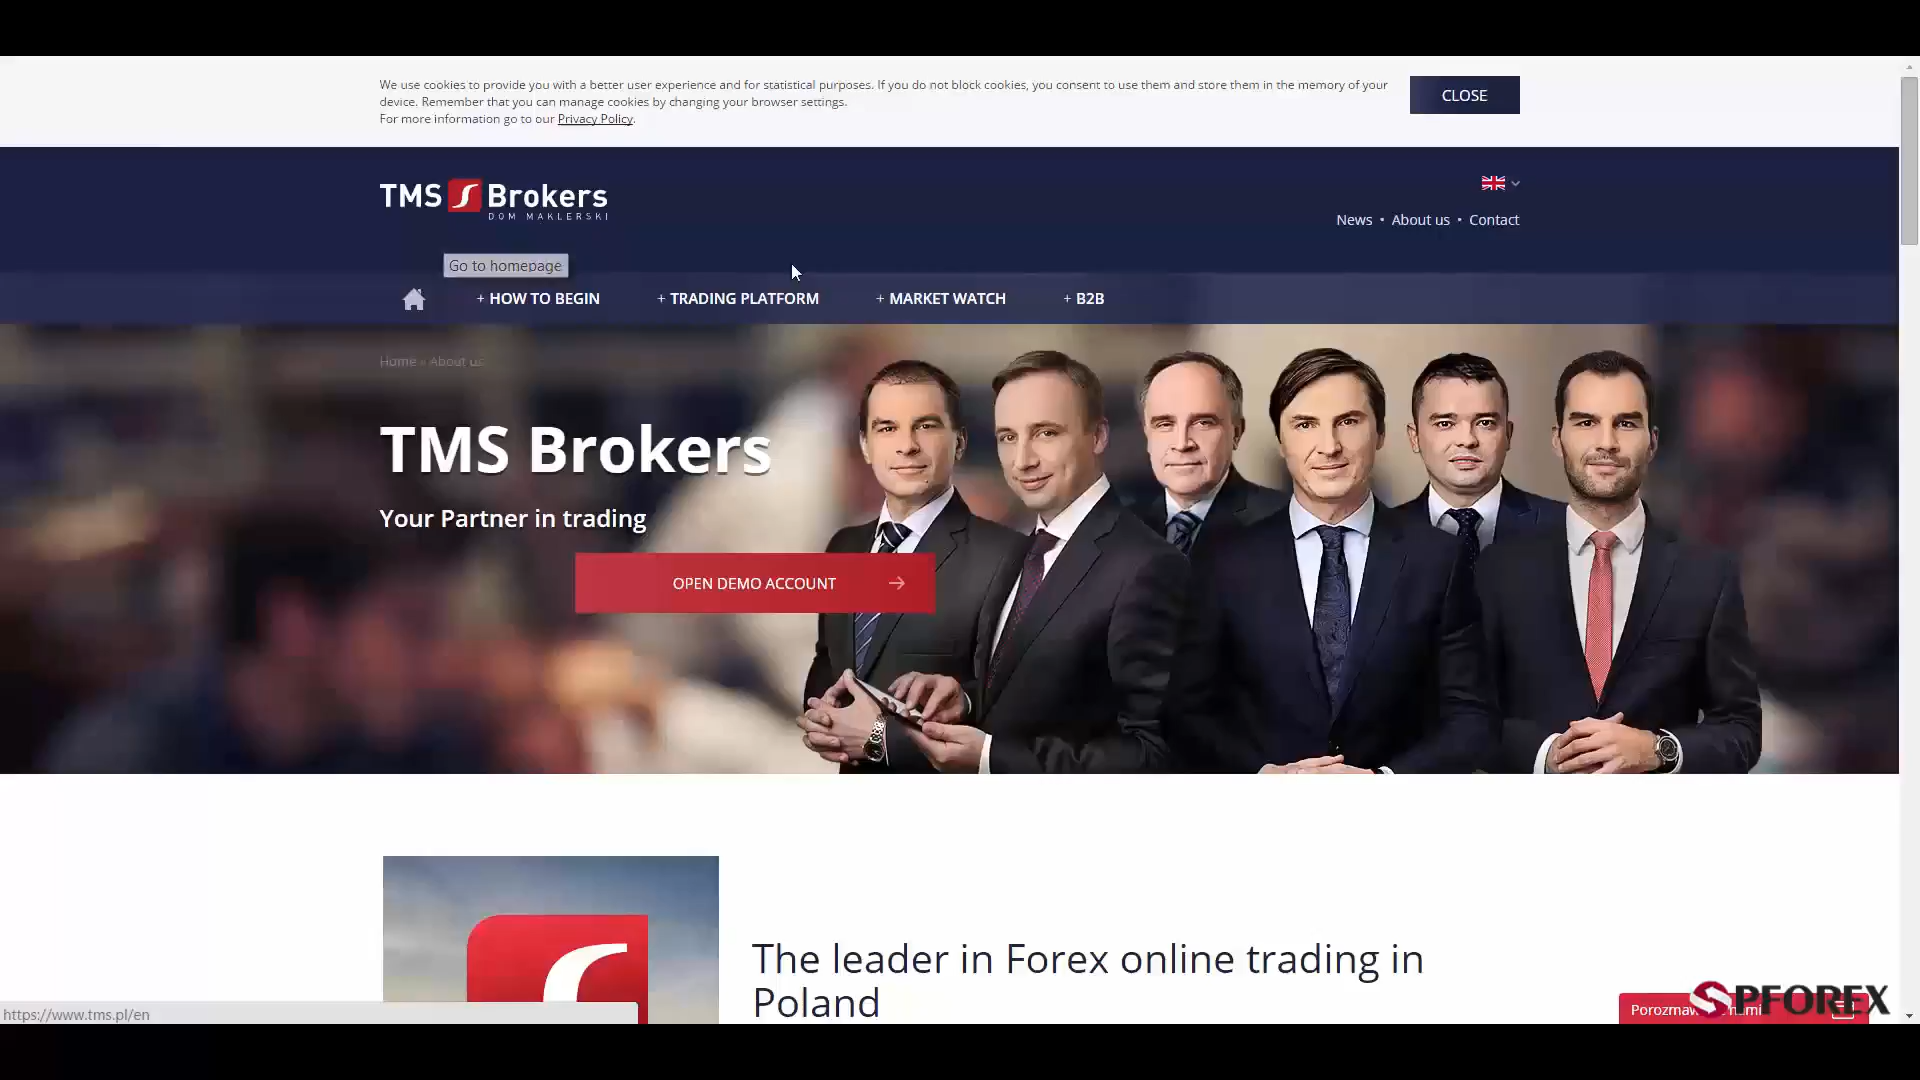 We use cookies to provide you with a better user experience and for statistical purposes. If you do not block cookies, you consent to use them and store them in the memory of your
device. Remember that you can manage cookies by changing your browser settings.
For more information go to our Privacy Policy.
CLOSE
TMS Brokers
DOM MAKLERSKI
News • About us • Contact
Go to homepage
+ HOW TO BEGIN + TRADING PLATFORM + MARKET WATCH + B2B
Home » About us
TMS Brokers
Your Partner in trading
OPEN DEMO ACCOUNT
The leader in Forex online trading in
Poland
SPFOREX
https://www.tms.pl/en